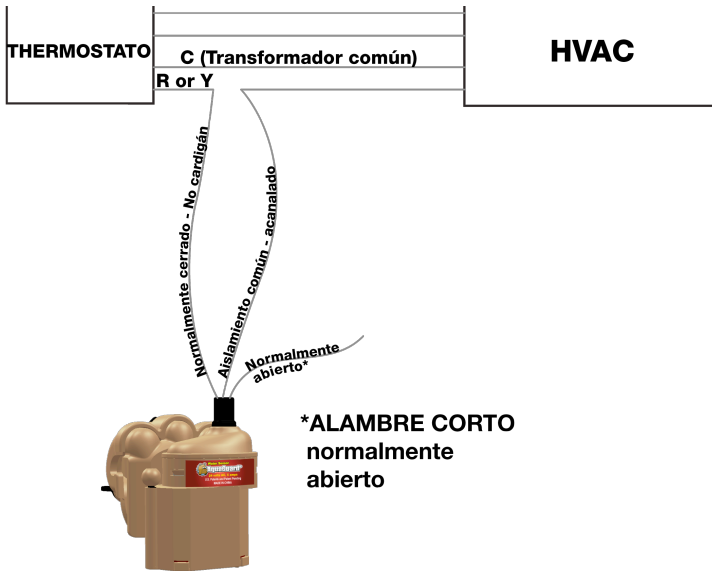 THERMOSTATO
HVAC
C (Transformador común)
R or Y
Normalmente cerrado - No cardigán
Aislamiento común - acanalado
Normalmente
abierto*
*ALAMBRE CORTO
normalmente
abierto
AquaGuard